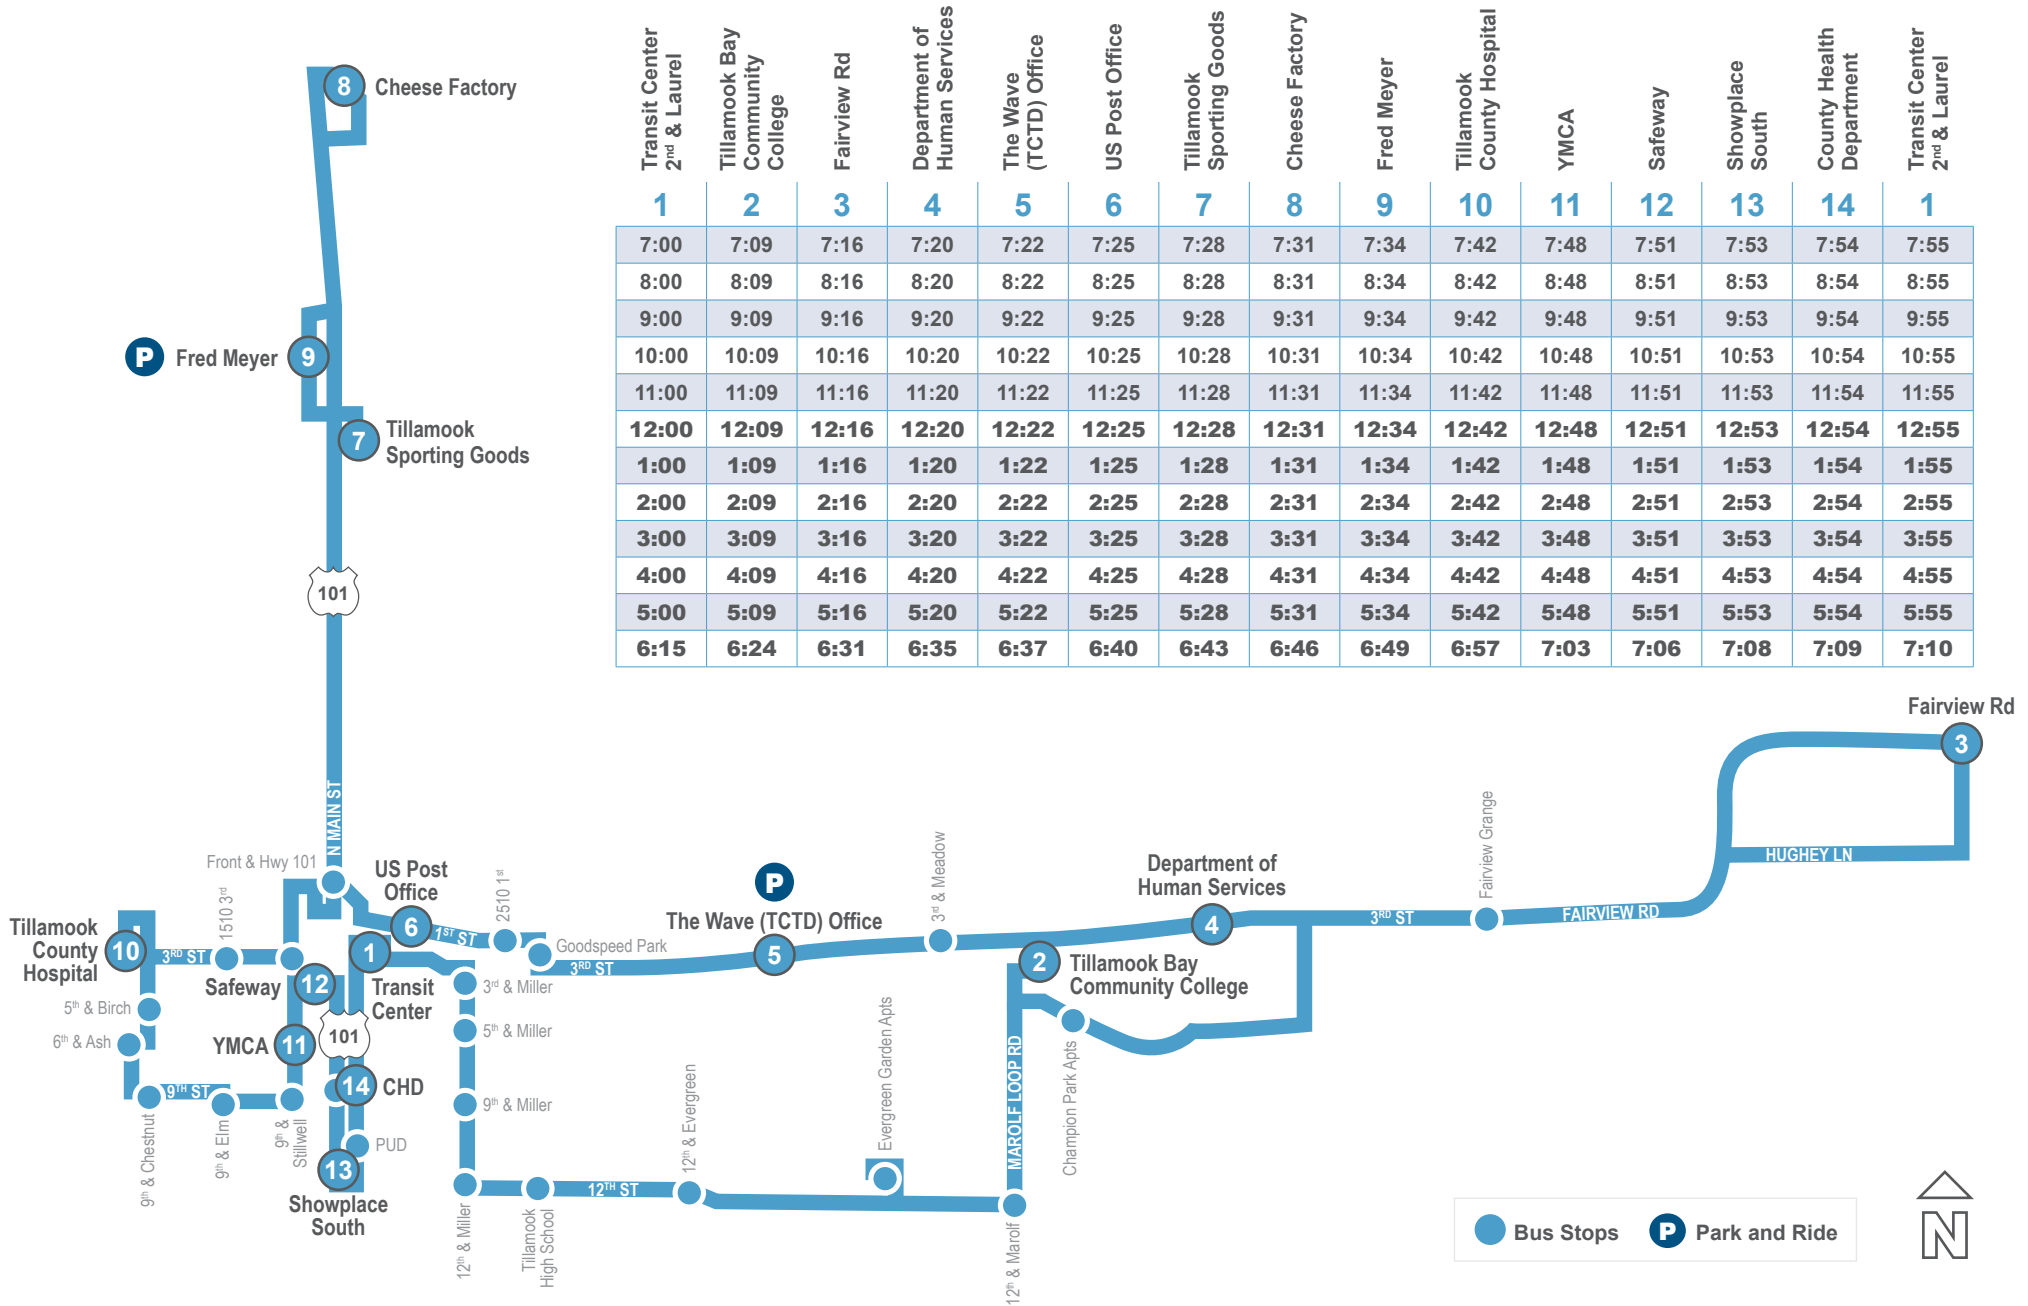 Transit Center
2nd & Laurel
Tillamook Bay
Community
College
Fairview Rd
Department of
Human Services
The Wave
(TCTD) Office
US Post Office
Tillamook
Sporting Goods
Cheese Factory
Fred Meyer
Tillamook
County Hospital
YMCA
Safeway
Showplace
South
County Health
Department
Transit Center
2nd & Laurel
1 2 3 4 5 6 7 8 9 10 11 12 13 14 1
7:00 7:09 7:16 7:20 7:22 7:25 7:28 7:31 7:34 7:42 7:48 7:51 7:53 7:54 7:55
8:00 8:09 8:16 8:20 8:22 8:25 8:28 8:31 8:34 8:42 8:48 8:51 8:53 8:54 8:55
9:00 9:09 9:16 9:20 9:22 9:25 9:28 9:31 9:34 9:42 9:48 9:51 9:53 9:54 9:55
10:00 10:09 10:16 10:20 10:22 10:25 10:28 10:31 10:34 10:42 10:48 10:51 10:53 10:54 10:55
11:00 11:09 11:16 11:20 11:22 11:25 11:28 11:31 11:34 11:42 11:48 11:51 11:53 11:54 11:55
12:00 12:09 12:16 12:20 12:22 12:25 12:28 12:31 12:34 12:42 12:48 12:51 12:53 12:54 12:55
1:00 1:09 1:16 1:20 1:22 1:25 1:28 1:31 1:34 1:42 1:48 1:51 1:53 1:54 1:55
2:00 2:09 2:16 2:20 2:22 2:25 2:28 2:31 2:34 2:42 2:48 2:51 2:53 2:54 2:55
3:00 3:09 3:16 3:20 3:22 3:25 3:28 3:31 3:34 3:42 3:48 3:51 3:53 3:54 3:55
4:00 4:09 4:16 4:20 4:22 4:25 4:28 4:31 4:34 4:42 4:48 4:51 4:53 4:54 4:55
5:00 5:09 5:16 5:20 5:22 5:25 5:28 5:31 5:34 5:42 5:48 5:51 5:53 5:54 5:55
6:15 6:24 6:31 6:35 6:37 6:40 6:43 6:46 6:49 6:57 7:03 7:06 7:08 7:09 7:10
8 Cheese Factory
P Fred Meyer 9
7 Tillamook
Sporting Goods
101
N MAIN ST
Front & Hwy 101
US Post
Office
6
1ST ST
2510 1st
Goodspeed Park
3RD ST
P
The Wave (TCTD) Office
5
3rd & Meadow
Department of
Human Services
4
3RD ST
Fairview Grange
FAIRVIEW RD
HUGHEY LN
Fairview Rd
3
2 Tillamook Bay
Community College
Tillamook
County
Hospital
10
3RD ST
1510 3rd
5th & Birch
6th & Ash
9TH ST
9th & Chestnut
9th & Elm
9th &
Stillwell
Safeway 12
YMCA 11
101
1
Transit
Center
14 CHD
PUD
13
Showplace
South
3rd & Miller
5th & Miller
9th & Miller
12th & Miller
Tillamook
High School
12TH ST
12th & Evergreen
Evergreen Garden Apts
MAROLF LOOP RD
12th & Marolf
Champion Park Apts
Bus Stops
P Park and Ride
N